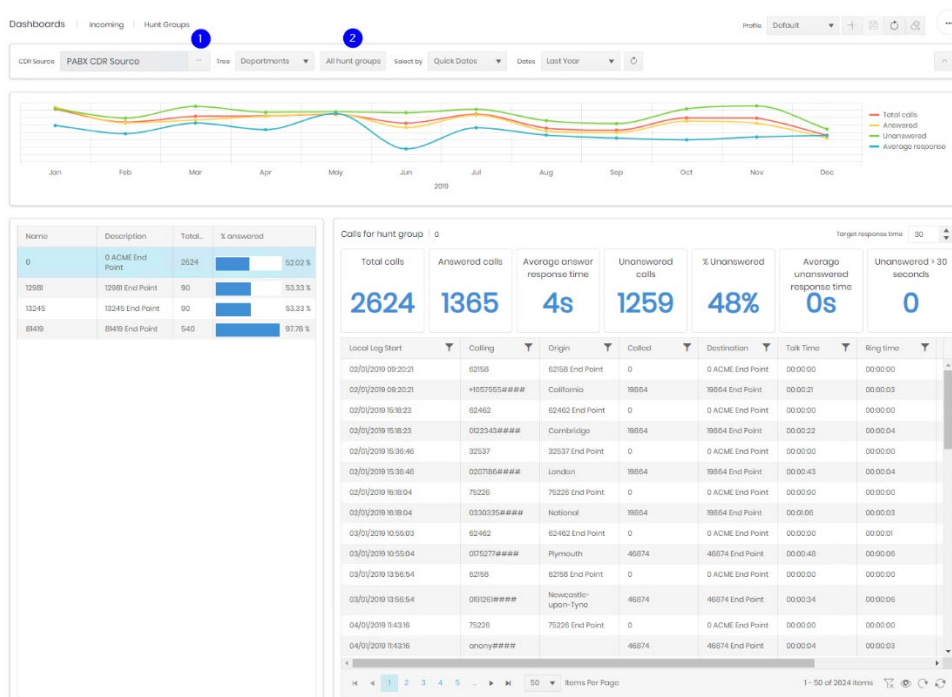 Dashboards Incoming Hunt Groups Profile Default
1 2
CDR Source PABX CDR Source ... Tree Departments All hunt groups Select by Quick Dates Dates Last Year
Total calls
Answered
Unanswered
Average response
Jan Feb Mar Apr May Jun Jul Aug Sep Oct Nov Dec
2019
Name Description Total.. % answered
0 0 ACME End Point 2624 52.02 %
12981 12981 End Point 90 53.33 %
13245 13245 End Point 90 53.33 %
81419 81419 End Point 540 97.78 %
Calls for hunt group 0 Target response time 30
Total calls Answered calls Average answer response time Unanswered calls % Unanswered Average unanswered response time Unanswered > 30 seconds
2624 1365 4s 1259 48% 0s 0
Local Leg Start Calling Origin Called Destination Talk Time Ring time
02/01/2019 09:20:21 62158 62158 End Point 0 0 ACME End Point 00:00:00 00:00:00
02/01/2019 09:20:21 +1657555#### California 19864 19864 End Point 00:00:21 00:00:03
02/01/2019 15:18:23 62462 62462 End Point 0 0 ACME End Point 00:00:00 00:00:00
02/01/2019 15:18:23 0122343#### Cambridge 19864 19864 End Point 00:00:22 00:00:04
02/01/2019 15:36:46 32537 32537 End Point 0 0 ACME End Point 00:00:00 00:00:00
02/01/2019 15:36:46 0207186#### London 19864 19864 End Point 00:00:43 00:00:04
02/01/2019 16:18:04 75226 75226 End Point 0 0 ACME End Point 00:00:00 00:00:00
02/01/2019 16:18:04 0330335#### National 19864 19864 End Point 00:01:06 00:00:03
03/01/2019 10:55:03 62462 62462 End Point 0 0 ACME End Point 00:00:00 00:00:01
03/01/2019 10:55:04 0175277#### Plymouth 46874 46874 End Point 00:00:48 00:00:06
03/01/2019 13:56:54 62158 62158 End Point 0 0 ACME End Point 00:00:00 00:00:00
03/01/2019 13:56:54 0191261#### Newcastle-upon-Tyne 46874 46874 End Point 00:00:34 00:00:06
04/01/2019 11:43:16 75226 75226 End Point 0 0 ACME End Point 00:00:00 00:00:00
04/01/2019 11:43:16 anony#### 46874 46874 End Point 00:00:04 00:00:03
1 2 3 4 5 ... 50 Items Per Page 1 - 50 of 2624 items